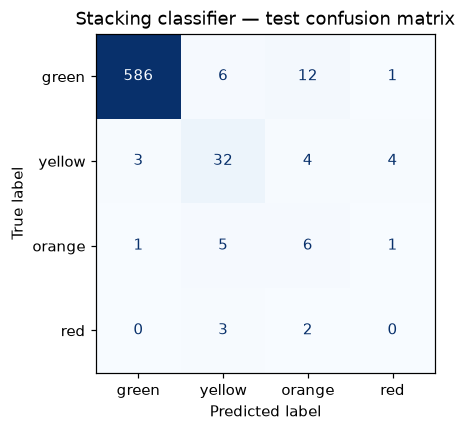 Stacking classifier — test confusion matrix
green 586 6 12 1
yellow 3 32 4 4
orange 1 5 6 1
red 0 3 2 0
green yellow orange red
Predicted label
True label